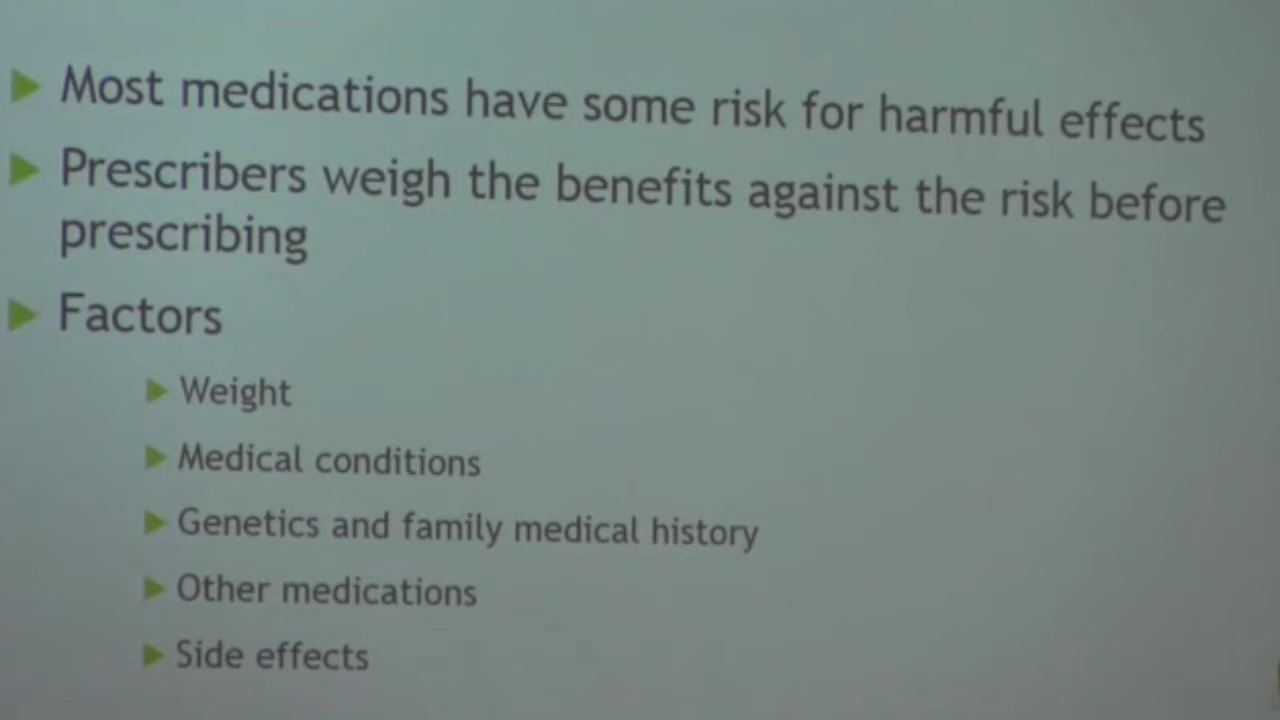 Most medications have some risk for harmful effects
Prescribers weigh the benefits against the risk before
prescribing
Factors
Weight
Medical conditions
Genetics and family medical history
Other medications
Side effects